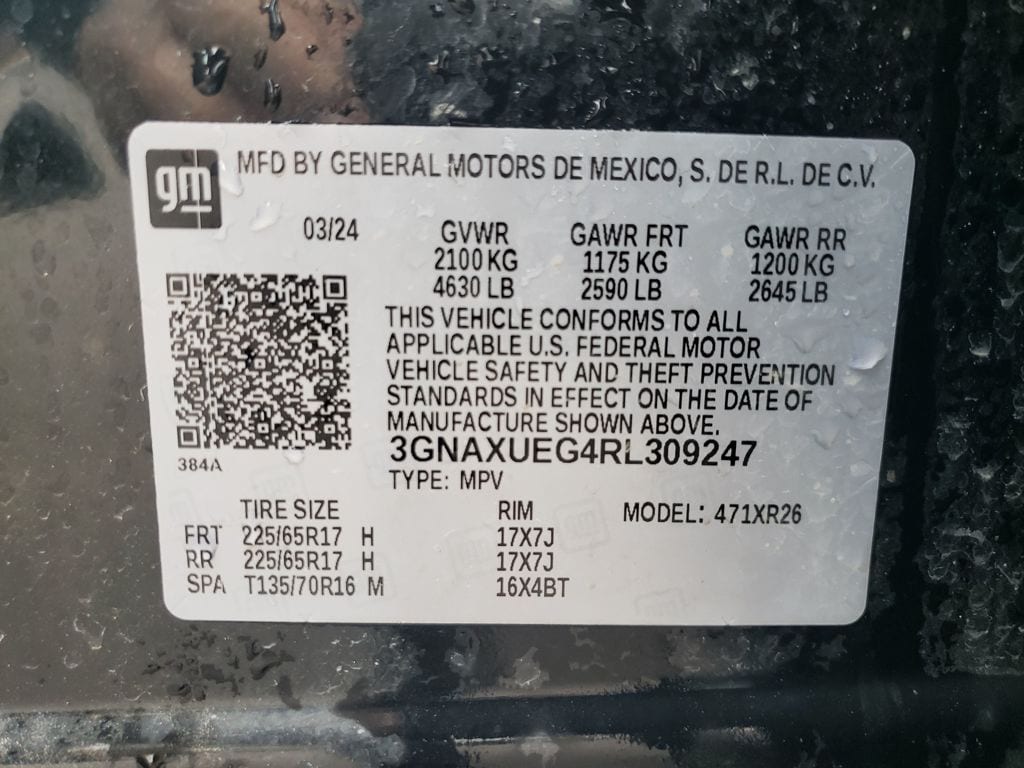 gm
MFD BY GENERAL MOTORS DE MEXICO, S. DE R.L. DE C.V.
03/24 GVWR GAWR FRT GAWR RR
2100 KG 1175 KG 1200 KG
4630 LB 2590 LB 2645 LB
THIS VEHICLE CONFORMS TO ALL
APPLICABLE U.S. FEDERAL MOTOR
VEHICLE SAFETY AND THEFT PREVENTION
STANDARDS IN EFFECT ON THE DATE OF
MANUFACTURE SHOWN ABOVE.
3GNAXUEG4RL309247
384A
TYPE: MPV
TIRE SIZE RIM MODEL: 471XR26
FRT 225/65R17 H 17X7J
RR 225/65R17 H 17X7J
SPA T135/70R16 M 16X4BT